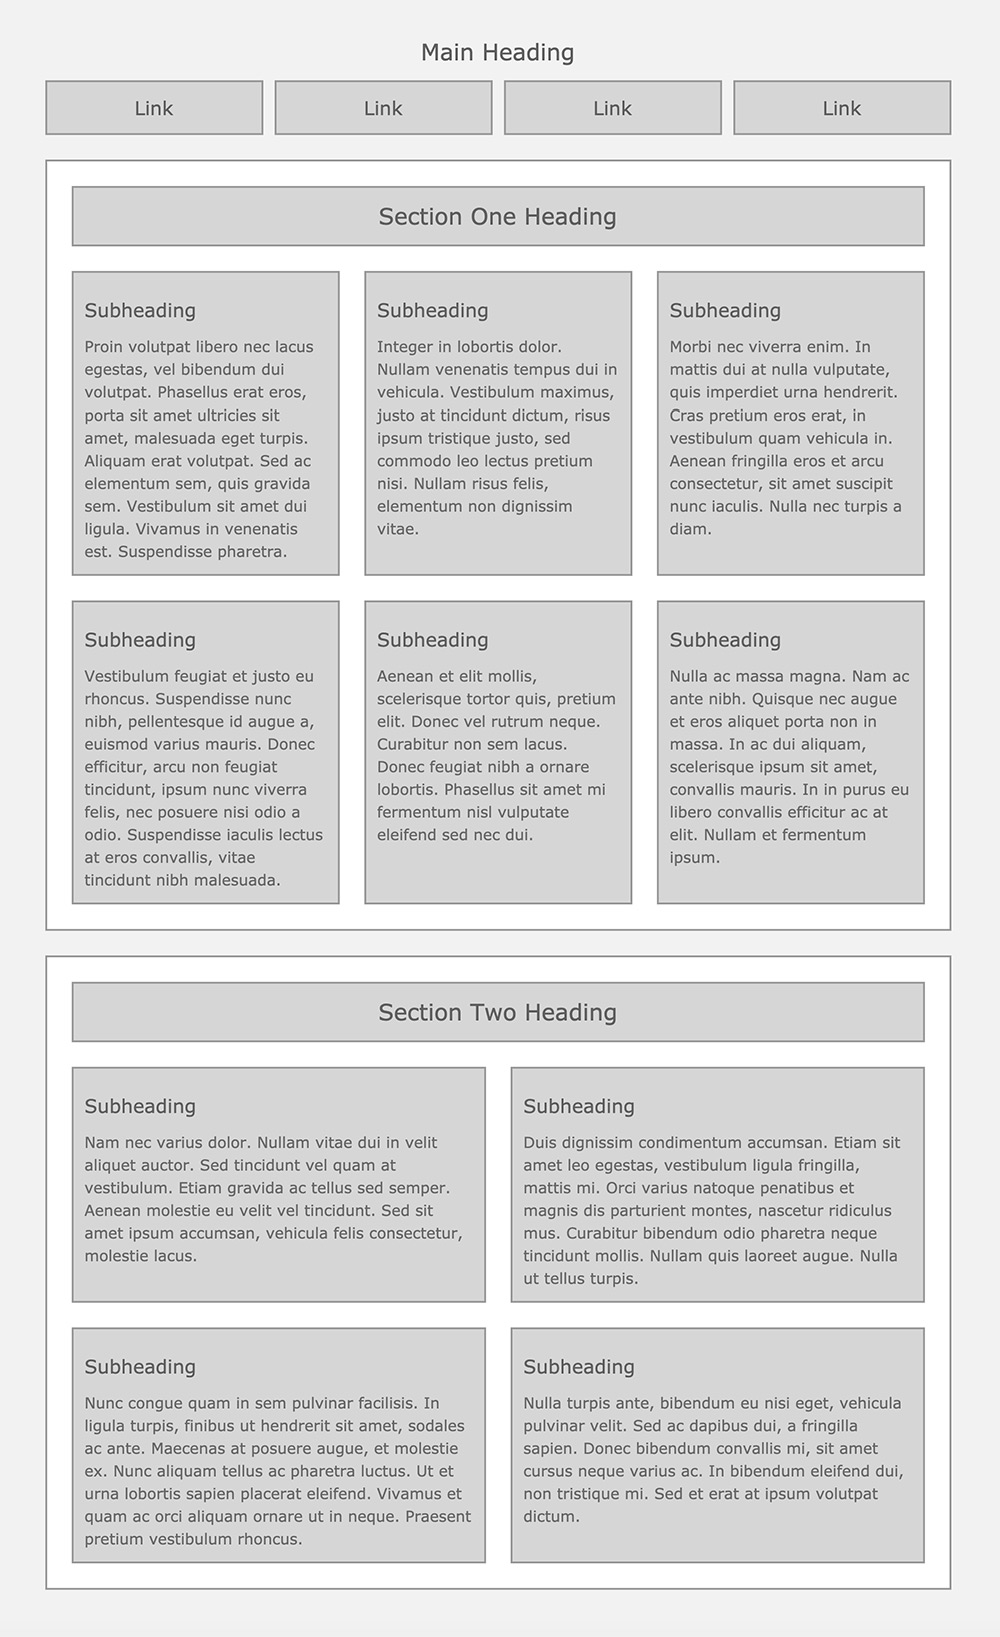 Main Heading
Link
Link
Link
Link
Section One Heading
Subheading
Proin volutpat libero nec lacus
egestas, vel bibendum dui
volutpat. Phasellus erat eros,
porta sit amet ultricies sit
amet, malesuada eget turpis.
Aliquam erat volutpat. Sed ac
elementum sem, quis gravida
sem. Vestibulum sit amet dui
ligula. Vivamus in venenatis
est. Suspendisse pharetra.
Subheading
Integer in lobortis dolor.
Nullam venenatis tempus dui in
vehicula. Vestibulum maximus,
justo at tincidunt dictum, risus
ipsum tristique justo, sed
commodo leo lectus pretium
nisi. Nullam risus felis,
elementum non dignissim
vitae.
Subheading
Morbi nec viverra enim. In
mattis dui at nulla vulputate,
quis imperdiet urna hendrerit.
Cras pretium eros erat, in
vestibulum quam vehicula in.
Aenean fringilla eros et arcu
consectetur, sit amet suscipit
nunc iaculis. Nulla nec turpis a
diam.
Subheading
Vestibulum feugiat et justo eu
rhoncus. Suspendisse nunc
nibh, pellentesque id augue a,
euismod varius mauris. Donec
efficitur, arcu non feugiat
tincidunt, ipsum nunc viverra
felis, nec posuere nisi odio a
odio. Suspendisse iaculis lectus
at eros convallis, vitae
tincidunt nibh malesuada.
Subheading
Aenean et elit mollis,
scelerisque tortor quis, pretium
elit. Donec vel rutrum neque.
Curabitur non sem lacus.
Donec feugiat nibh a ornare
lobortis. Phasellus sit amet mi
fermentum nisl vulputate
eleifend sed nec dui.
Subheading
Nulla ac massa magna. Nam ac
ante nibh. Quisque nec augue
et eros aliquet porta non in
massa. In ac dui aliquam,
scelerisque ipsum sit amet,
convallis mauris. In in purus eu
libero convallis efficitur ac at
elit. Nullam et fermentum
ipsum.
Section Two Heading
Subheading
Nam nec varius dolor. Nullam vitae dui in velit
aliquet auctor. Sed tincidunt vel quam at
vestibulum. Etiam gravida ac tellus sed semper.
Aenean molestie eu velit vel tincidunt. Sed sit
amet ipsum accumsan, vehicula felis consectetur,
molestie lacus.
Subheading
Duis dignissim condimentum accumsan. Etiam sit
amet leo egestas, vestibulum ligula fringilla,
mattis mi. Orci varius natoque penatibus et
magnis dis parturient montes, nascetur ridiculus
mus. Curabitur bibendum odio pharetra neque
tincidunt mollis. Nullam quis laoreet augue. Nulla
ut tellus turpis.
Subheading
Nunc congue quam in sem pulvinar facilisis. In
ligula turpis, finibus ut hendrerit sit amet, sodales
ac ante. Maecenas at posuere augue, et molestie
ex. Nunc aliquam tellus ac pharetra luctus. Ut et
urna lobortis sapien placerat eleifend. Vivamus et
quam ac orci aliquam ornare ut in neque. Praesent
pretium vestibulum rhoncus.
Subheading
Nulla turpis ante, bibendum eu nisi eget, vehicula
pulvinar velit. Sed ac dapibus dui, a fringilla
sapien. Donec bibendum convallis mi, sit amet
cursus neque varius ac. In bibendum eleifend dui,
non tristique mi. Sed et erat at ipsum volutpat
dictum.